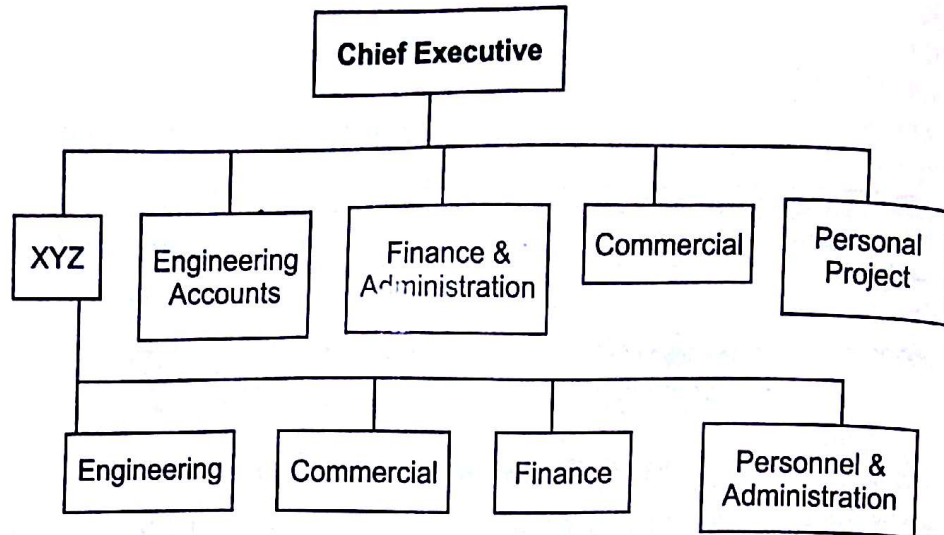 Chief Executive
XYZ
Engineering
Accounts
Finance &
Administration
Commercial
Personal
Project
Engineering
Commercial
Finance
Personnel &
Administration